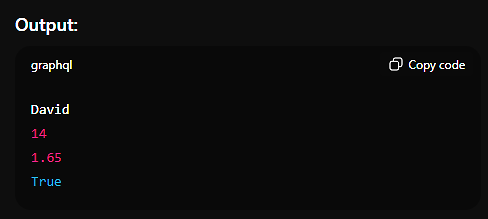 Output:
graphql
Copy code
David
14
1.65
True